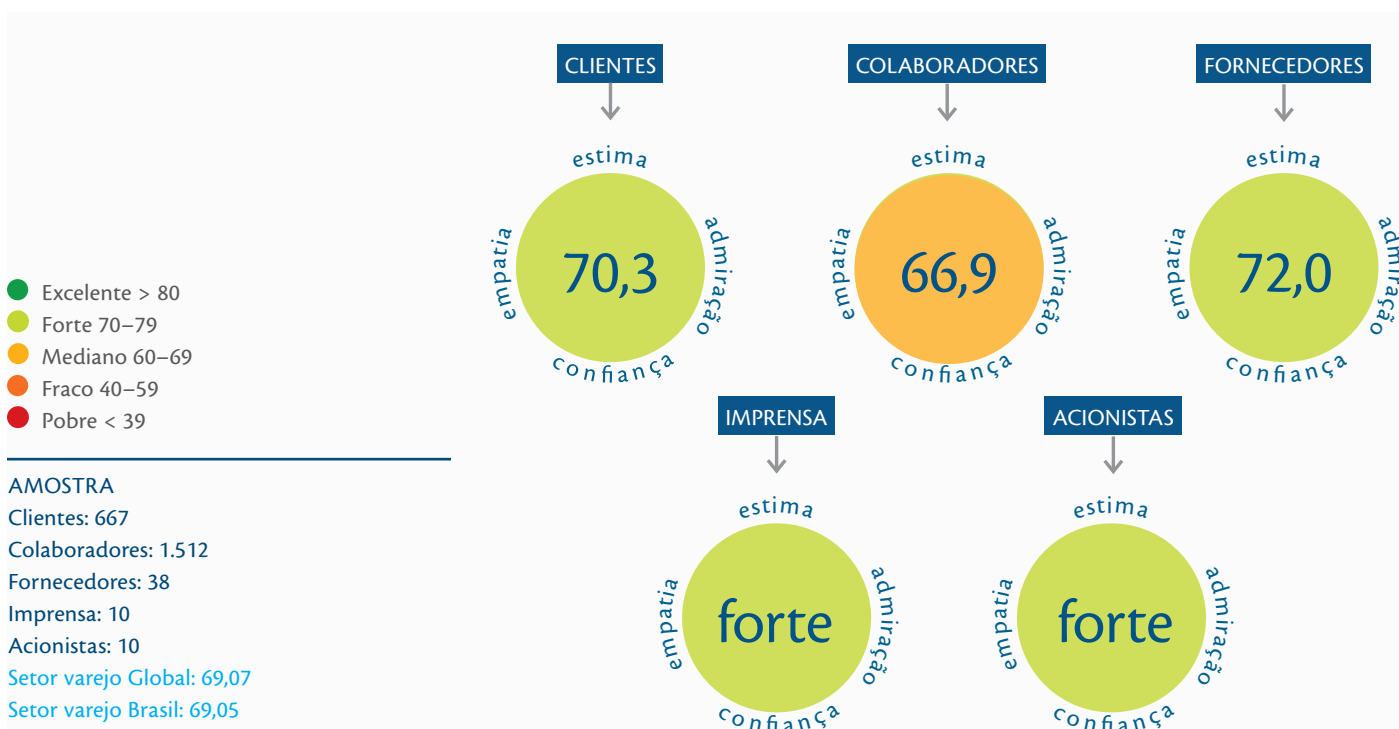 CLIENTES
COLABORADORES
FORNECEDORES
estima
empatia
70,3
admiração
confiança
estima
empatia
66,9
admiração
confiança
estima
empatia
72,0
admiração
confiança
Excelente > 80
Forte 70–79
Mediano 60–69
Fraco 40–59
Pobre < 39
IMPRENSA
ACIONISTAS
estima
empatia
forte
admiração
confiança
estima
empatia
forte
admiração
confiança
AMOSTRA
Clientes: 667
Colaboradores: 1.512
Fornecedores: 38
Imprensa: 10
Acionistas: 10
Setor varejo Global: 69,07
Setor varejo Brasil: 69,05